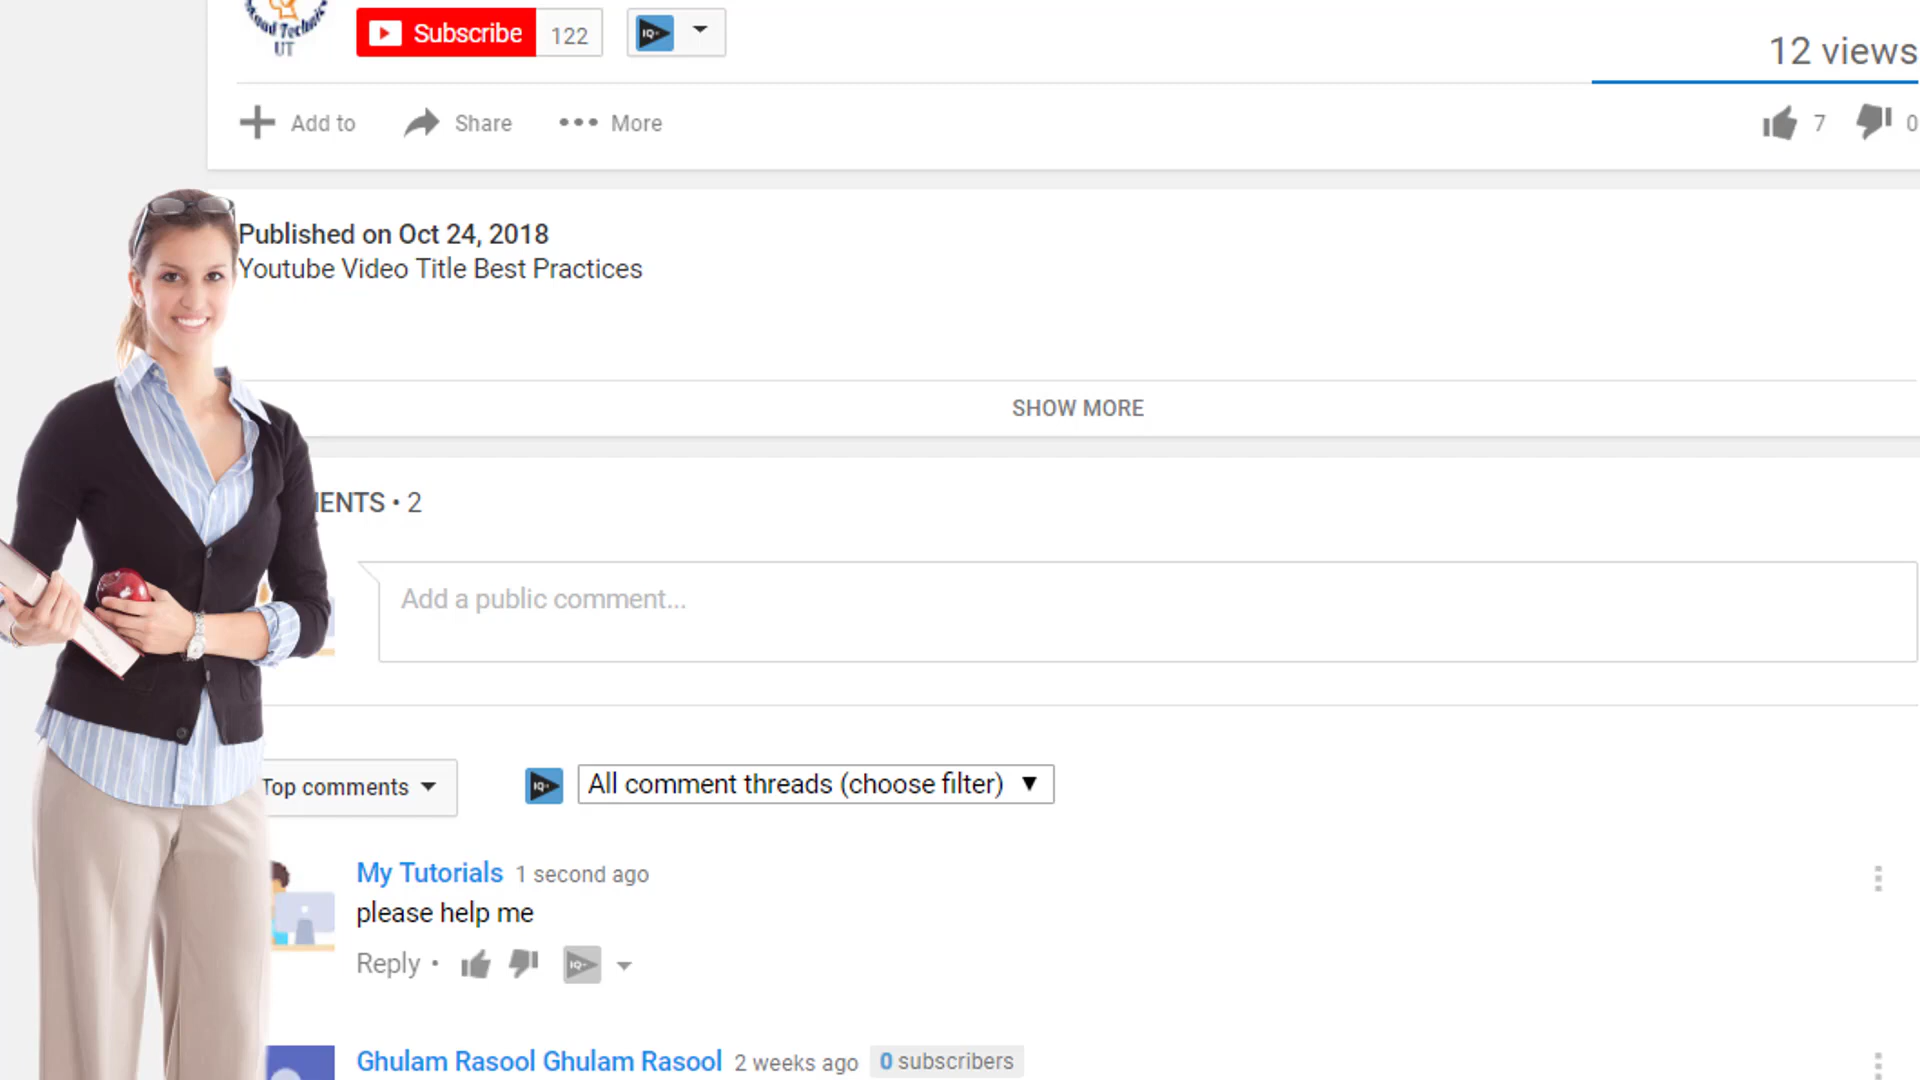 UT
Subscribe 122
12 views
Add to Share More
7 0
Published on Oct 24, 2018
Youtube Video Title Best Practices
SHOW MORE
ENTS • 2
Add a public comment...
Top comments
IQ
All comment threads (choose filter)
My Tutorials 1 second ago
please help me
Reply •
Ghulam Rasool Ghulam Rasool 2 weeks ago 0 subscribers